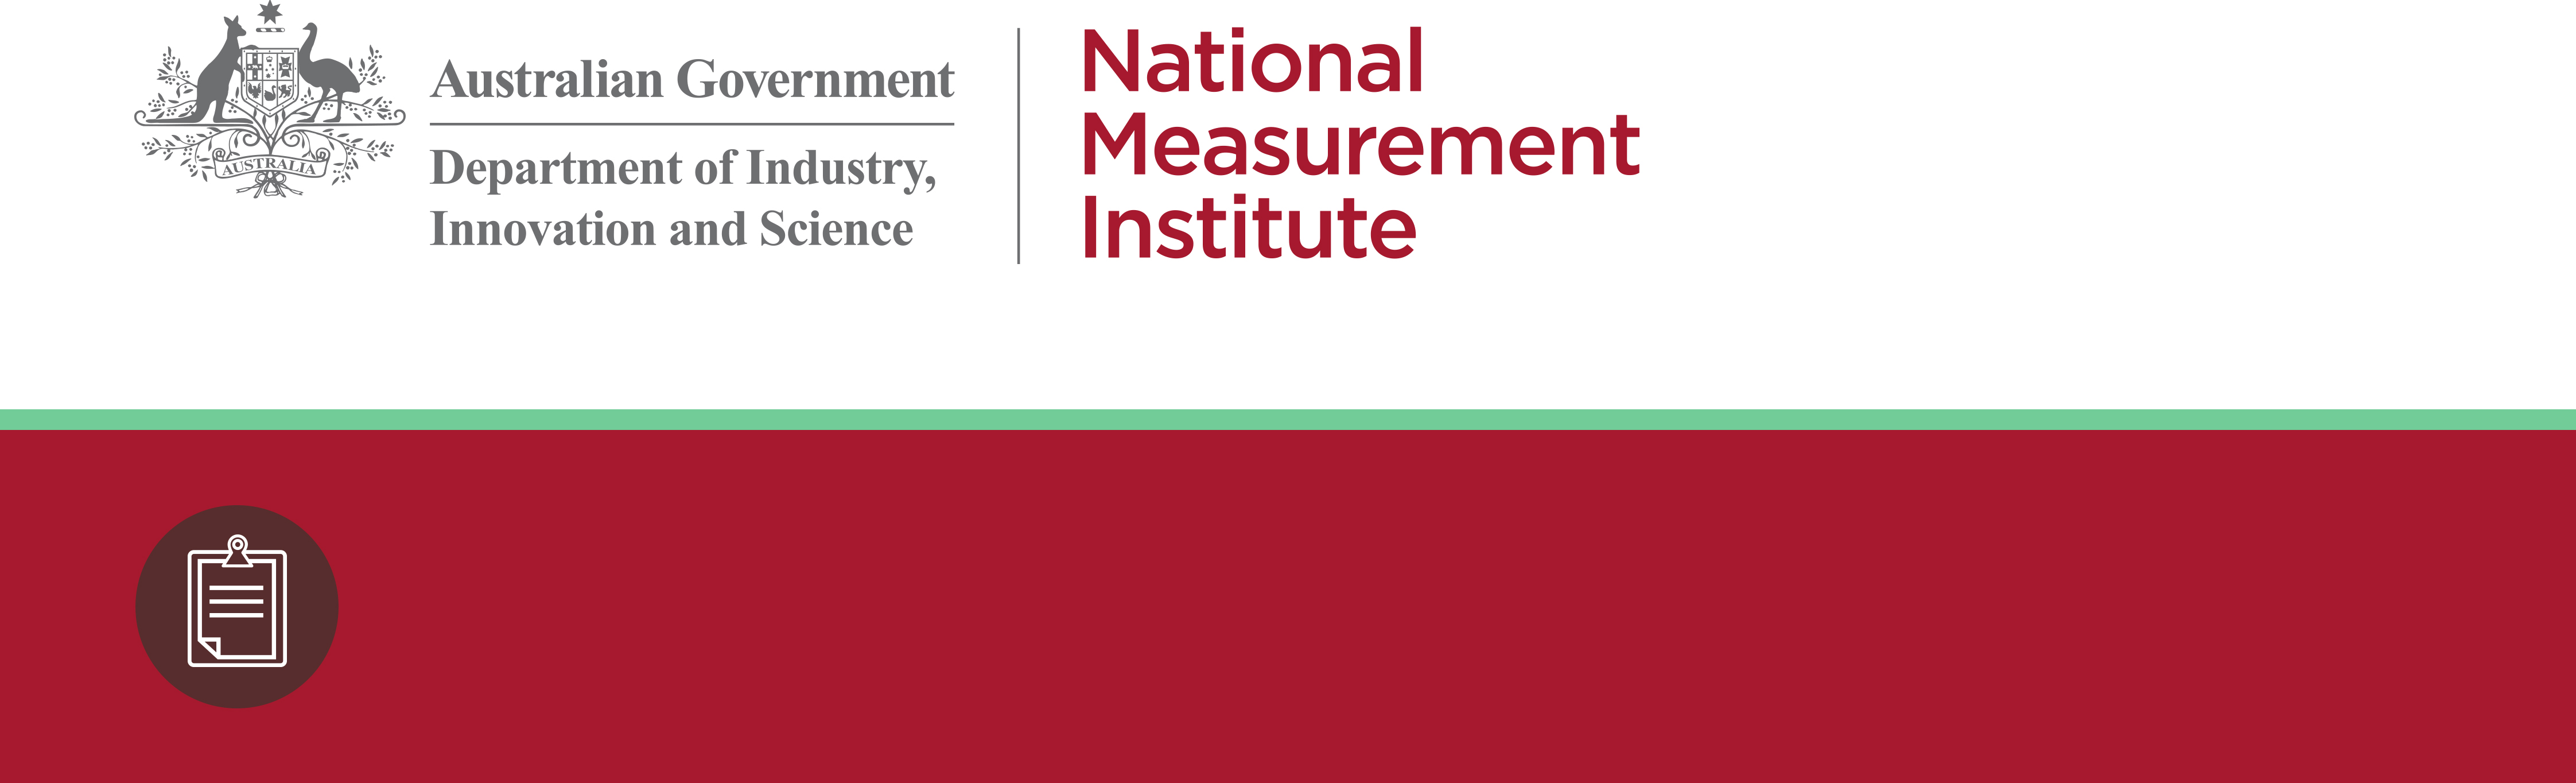 AUSTRALIA
Australian Government
Department of Industry,
Innovation and Science
National
Measurement
Institute